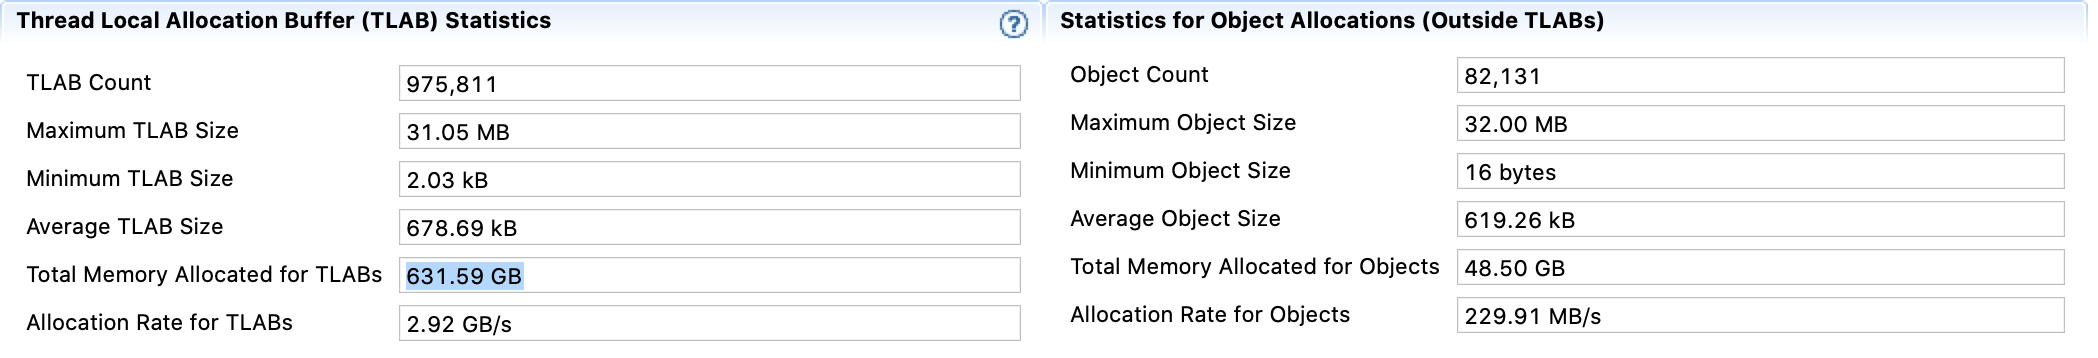 Thread Local Allocation Buffer (TLAB) Statistics
?
TLAB Count 975,811
Maximum TLAB Size 31.05 MB
Minimum TLAB Size 2.03 kB
Average TLAB Size 678.69 kB
Total Memory Allocated for TLABs 631.59 GB
Allocation Rate for TLABs 2.92 GB/s
Statistics for Object Allocations (Outside TLABs)
Object Count 82,131
Maximum Object Size 32.00 MB
Minimum Object Size 16 bytes
Average Object Size 619.26 kB
Total Memory Allocated for Objects 48.50 GB
Allocation Rate for Objects 229.91 MB/s